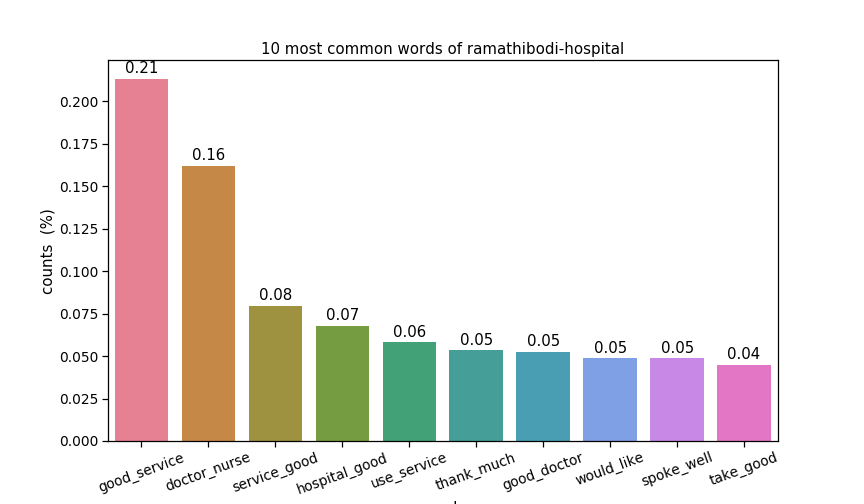 10 most common words of ramathibodi-hospital
0.21
0.16
0.08
0.07
0.06
0.05
0.05
0.05
0.05
0.04
counts (%)
0.200
0.175
0.150
0.125
0.100
0.075
0.050
0.025
0.000
good_service
doctor_nurse
service_good
hospital_good
use_service
thank_much
good_doctor
would_like
spoke_well
take_good